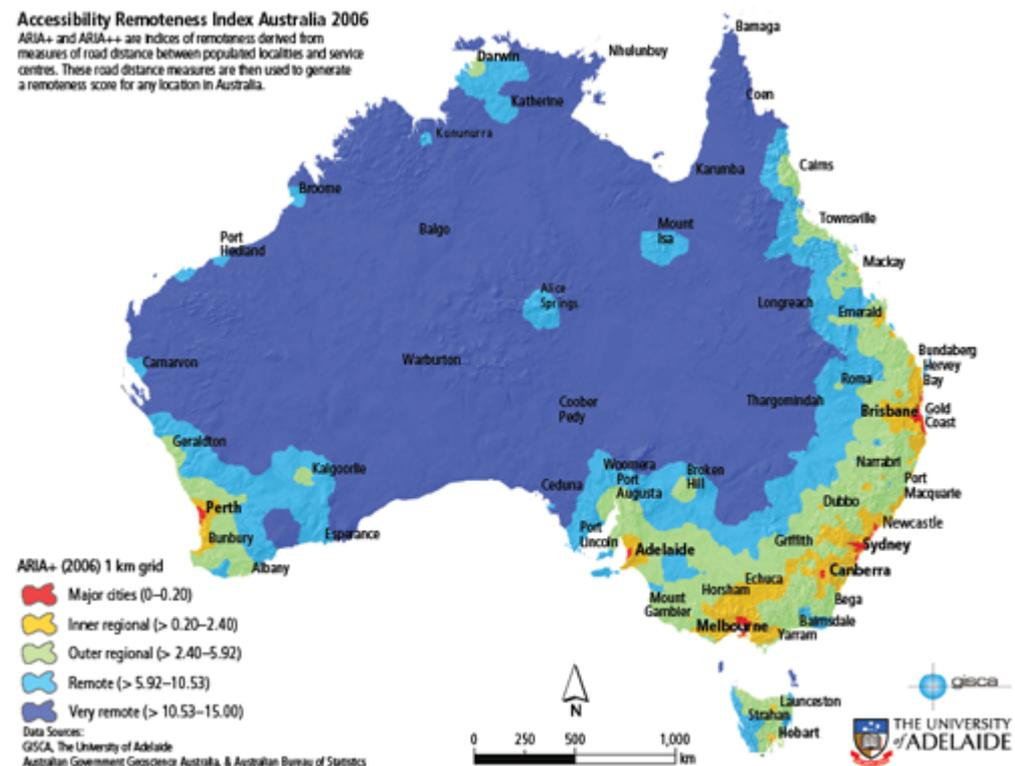 Accessibility Remoteness Index Australia 2006
ARIA+ and ARIA++ are indices of remoteness derived from
measures of road distance between populated localities and service
centres. These road distance measures are then used to generate
a remoteness score for any location in Australia.
Bamaga
Nhulunbuy
Darwin
Coen
Katherine
Kununurra
Karumba
Cairns
Broome
Townsville
Mount
Isa
Balgo
Port
Hedland
Mackay
Alice
Springs
Longreach
Emerald
Carnarvon
Warburton
Bundaberg
Hervey
Bay
Roma
Coober
Pedy
Thargomindah
Brisbane
Gold
Coast
Geraldton
Kalgoorlie
Woomera
Broken
Hill
Narrabri
Port
Augusta
Ceduna
Port
Macquarie
Dubbo
Perth
Newcastle
Bunbury
Esperance
Port
Lincoln
Griffith
Sydney
Adelaide
Albany
Canberra
Echuca
Horsham
Mount
Gambier
Bega
Melbourne
Bairnsdale
Yarram
ARIA+ (2006) 1 km grid
Major cities (0–0.20)
Inner regional (> 0.20–2.40)
Outer regional (> 2.40–5.92)
Remote (> 5.92–10.53)
Very remote (> 10.53–15.00)
Data Sources:
GISCA, The University of Adelaide
Australian Government Geoscience Australia, & Australian Bureau of Statistics
N
0 250 500 1,000
km
Launceston
Strahan
Hobart
gisca
THE UNIVERSITY
of ADELAIDE